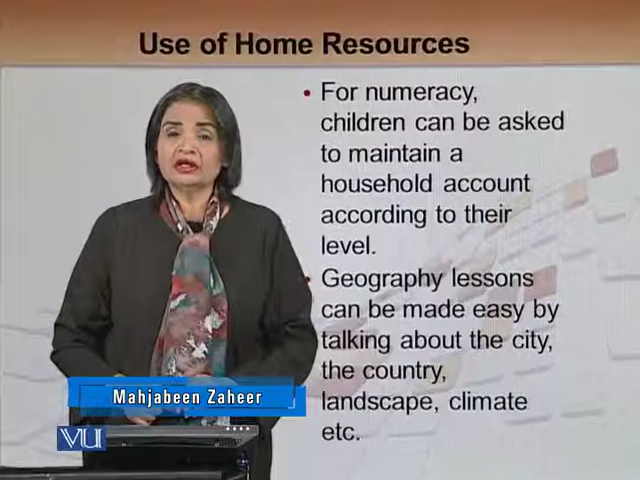 Use of Home Resources
• For numeracy,
children can be asked
to maintain a
household account
according to their
level.
• Geography lessons
can be made easy by
talking about the city,
the country,
landscape, climate
etc.
Mahjabeen Zaheer
VU